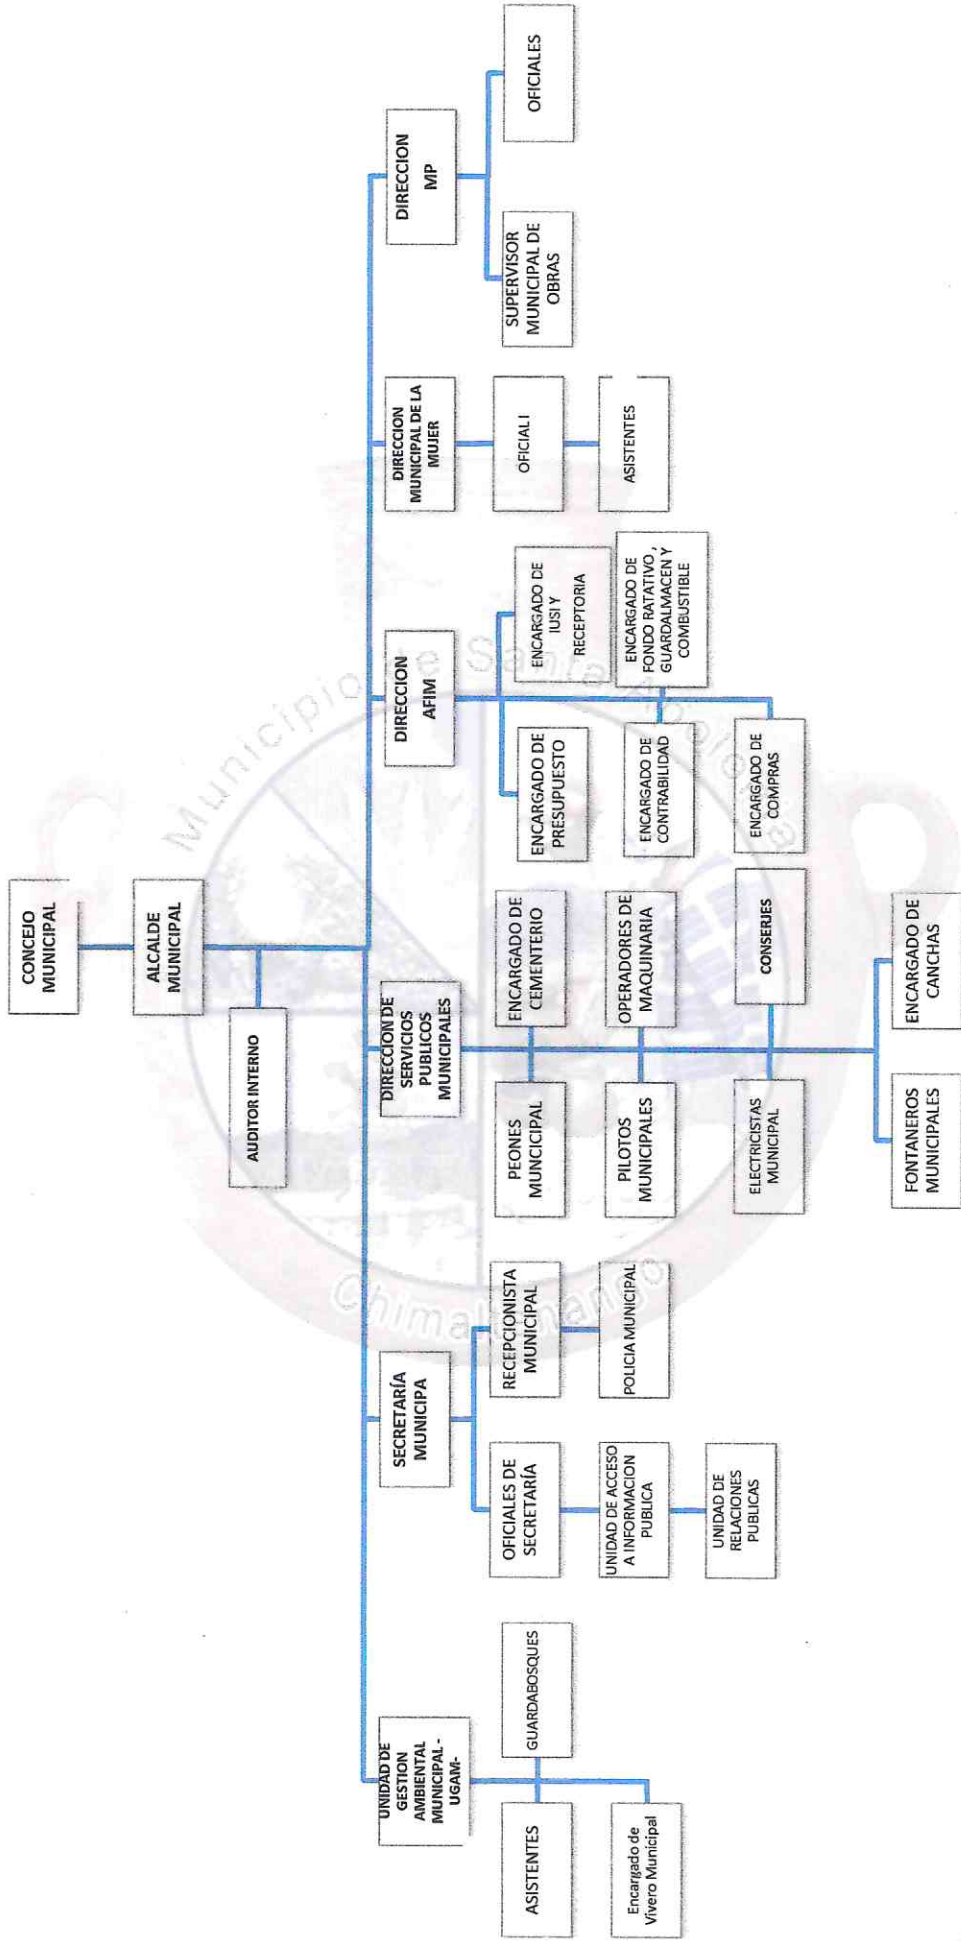 CONCEJO
MUNICIPAL
ALCALDE
MUNICIPAL
AUDITOR INTERNO
UNIDAD DE
GESTION
AMBIENTAL
MUNICIPAL -
UGAM-
ASISTENTES
GUARDABOSQUES
Encargado de
Vivero Municipal
SECRETARÍA
MUNICIPA
OFICIALES DE
SECRETARÍA
RECEPCIONISTA
MUNICIPAL
UNIDAD DE ACCESO
A INFORMACION
PUBLICA
POLICIA MUNICIPAL
UNIDAD DE
RELACIONES
PUBLICAS
DIRECCION DE
SERVICIOS
PUBLICOS
MUNICIPALES
PEONES
MUNCIPAL
ENCARGADO DE
CEMENTERIO
PILOTOS
MUNICIPALES
OPERADORES DE
MAQUINARIA
ELECTRICISTAS
MUNICIPAL
CONSERJES
FONTANEROS
MUNICIPALES
ENCARGADO DE
CANCHAS
DIRECCION
AFIM
ENCARGADO DE
PRESUPUESTO
ENCARGADO DE
IUSI Y
RECEPTORIA
ENCARGADO DE
CONTRABILIDAD
ENCARGADO DE
FONDO RATATIVO,
GUARDALMACEN Y
COMBUSTIBLE
ENCARGADO DE
COMPRAS
DIRECCION
MUNICIPAL DE LA
MUJER
OFICIAL I
ASISTENTES
DIRECCION
MP
SUPERVISOR
MUNICIPAL DE
OBRAS
OFICIALES
Municipio de Santa Apolonia
Chimaltenango